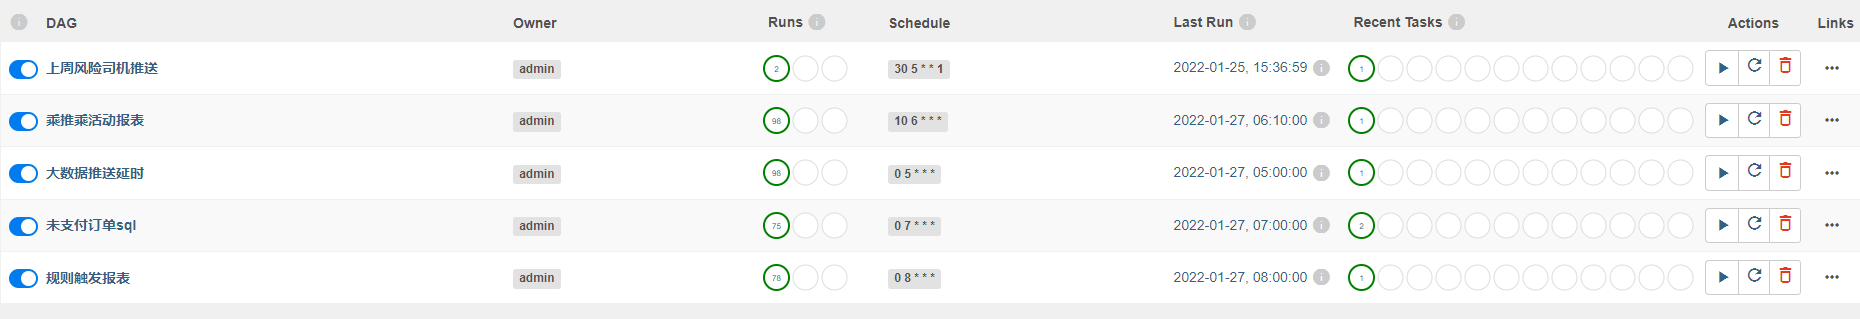 DAG Owner Runs Schedule Last Run Recent Tasks Actions Links
上周风险司机推送 admin 2 30 5 * * 1 2022-01-25, 15:36:59 1
乘推乘活动报表 admin 98 10 6 * * * 2022-01-27, 06:10:00 1
大数据推送延时 admin 98 0 5 * * * 2022-01-27, 05:00:00 1
未支付订单sql admin 75 0 7 * * * 2022-01-27, 07:00:00 2
规则触发报表 admin 78 0 8 * * * 2022-01-27, 08:00:00 1